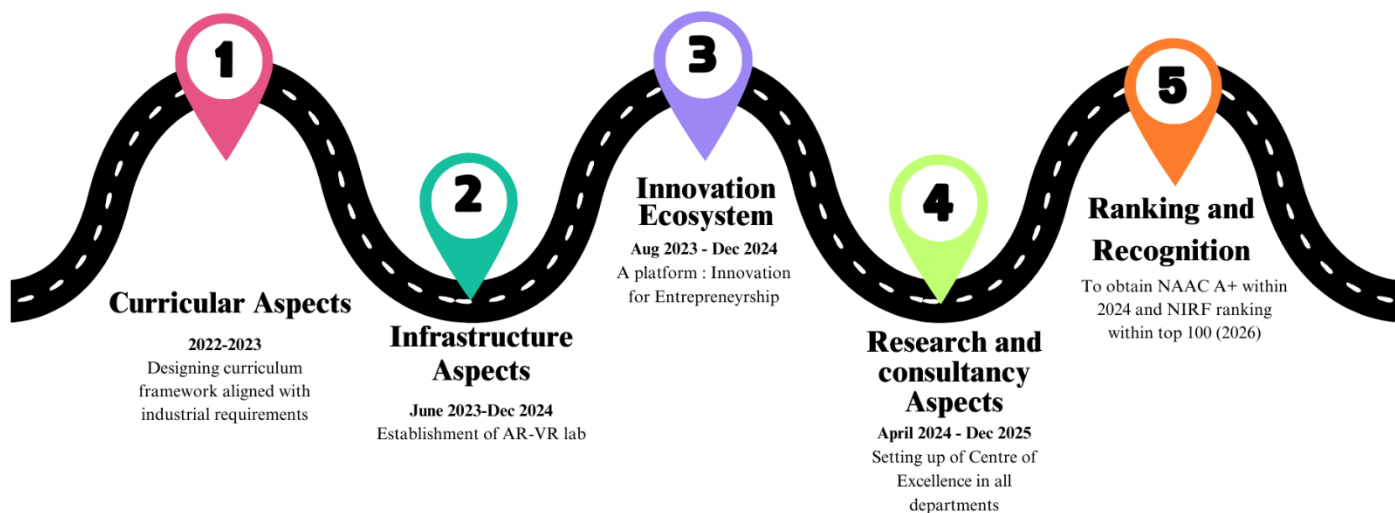 1
Curricular Aspects
2022-2023
Designing curriculum
framework aligned with
industrial requirements
2
Infrastructure
Aspects
June 2023-Dec 2024
Establishment of AR-VR lab
3
Innovation
Ecosystem
Aug 2023 - Dec 2024
A platform : Innovation
for Entrepreneyrship
4
Research and
consultancy
Aspects
April 2024 - Dec 2025
Setting up of Centre of
Excellence in all
departments
5
Ranking and
Recognition
To obtain NAAC A+ within
2024 and NIRF ranking
within top 100 (2026)